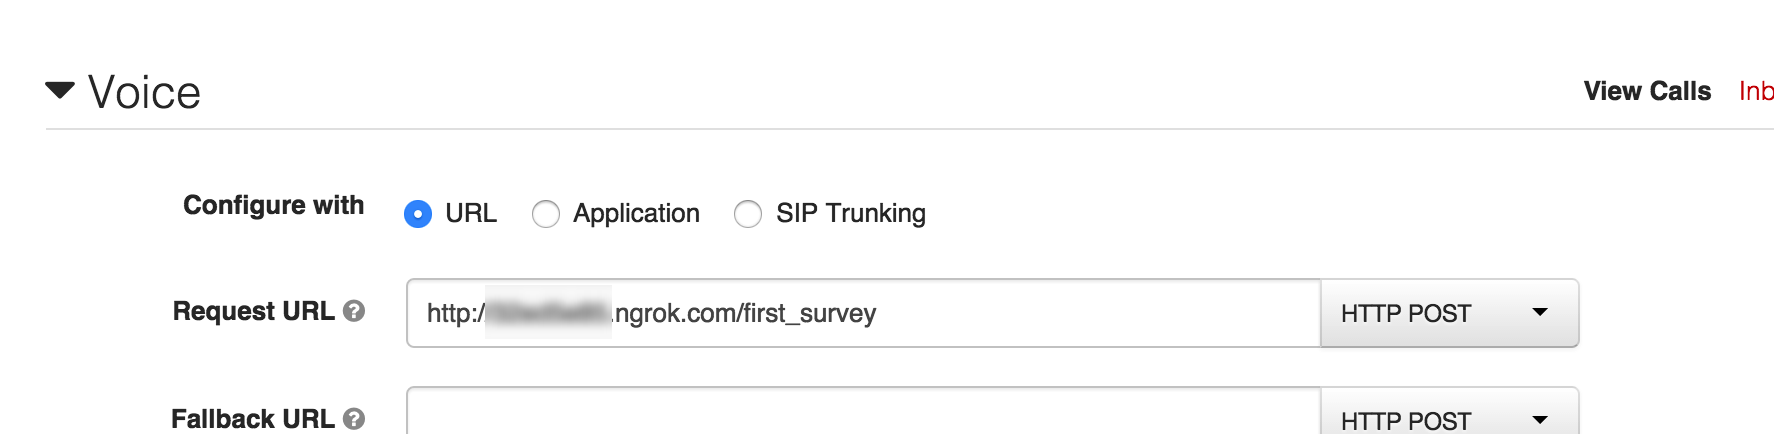 Voice
View Calls Inb
Configure with URL Application SIP Trunking
Request URL ? http:/ .ngrok.com/first_survey HTTP POST
Fallback URL ? HTTP POST